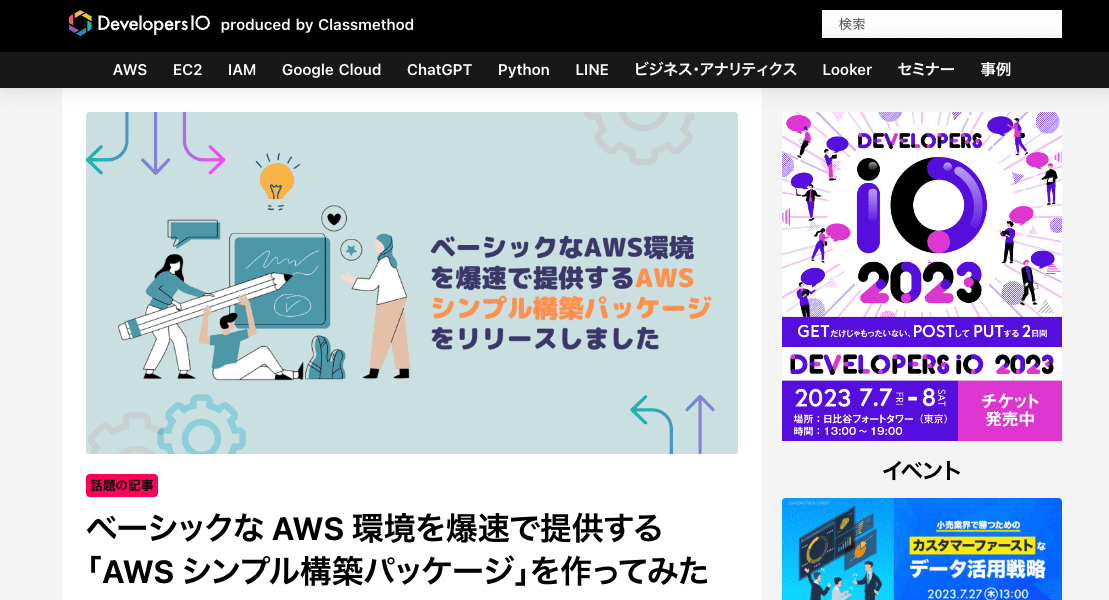 DevelopersIO produced by Classmethod
検索
AWS EC2 IAM Google Cloud ChatGPT Python LINE ビジネス・アナリティクス Looker セミナー 事例
ベーシックなAWS環境
を爆速で提供するAWS
シンプル構築パッケージ
をリリースしました
話題の記事
ベーシックな AWS 環境を爆速で提供する
「AWS シンプル構築パッケージ」を作ってみた
DEVELOPERS
iO
2023
GETだけじゃもったいない、POSTして PUTする 2日間
DEVELOPERS iO 2023
2023 7.7 FRI - 8 SAT
場所：日比谷フォートタワー（東京）
時間：13:00 〜 19:00
チケット
発売中
イベント
小売業界で勝つための
カスタマーファーストな
データ活用戦略
2023.7.27(木)13:00